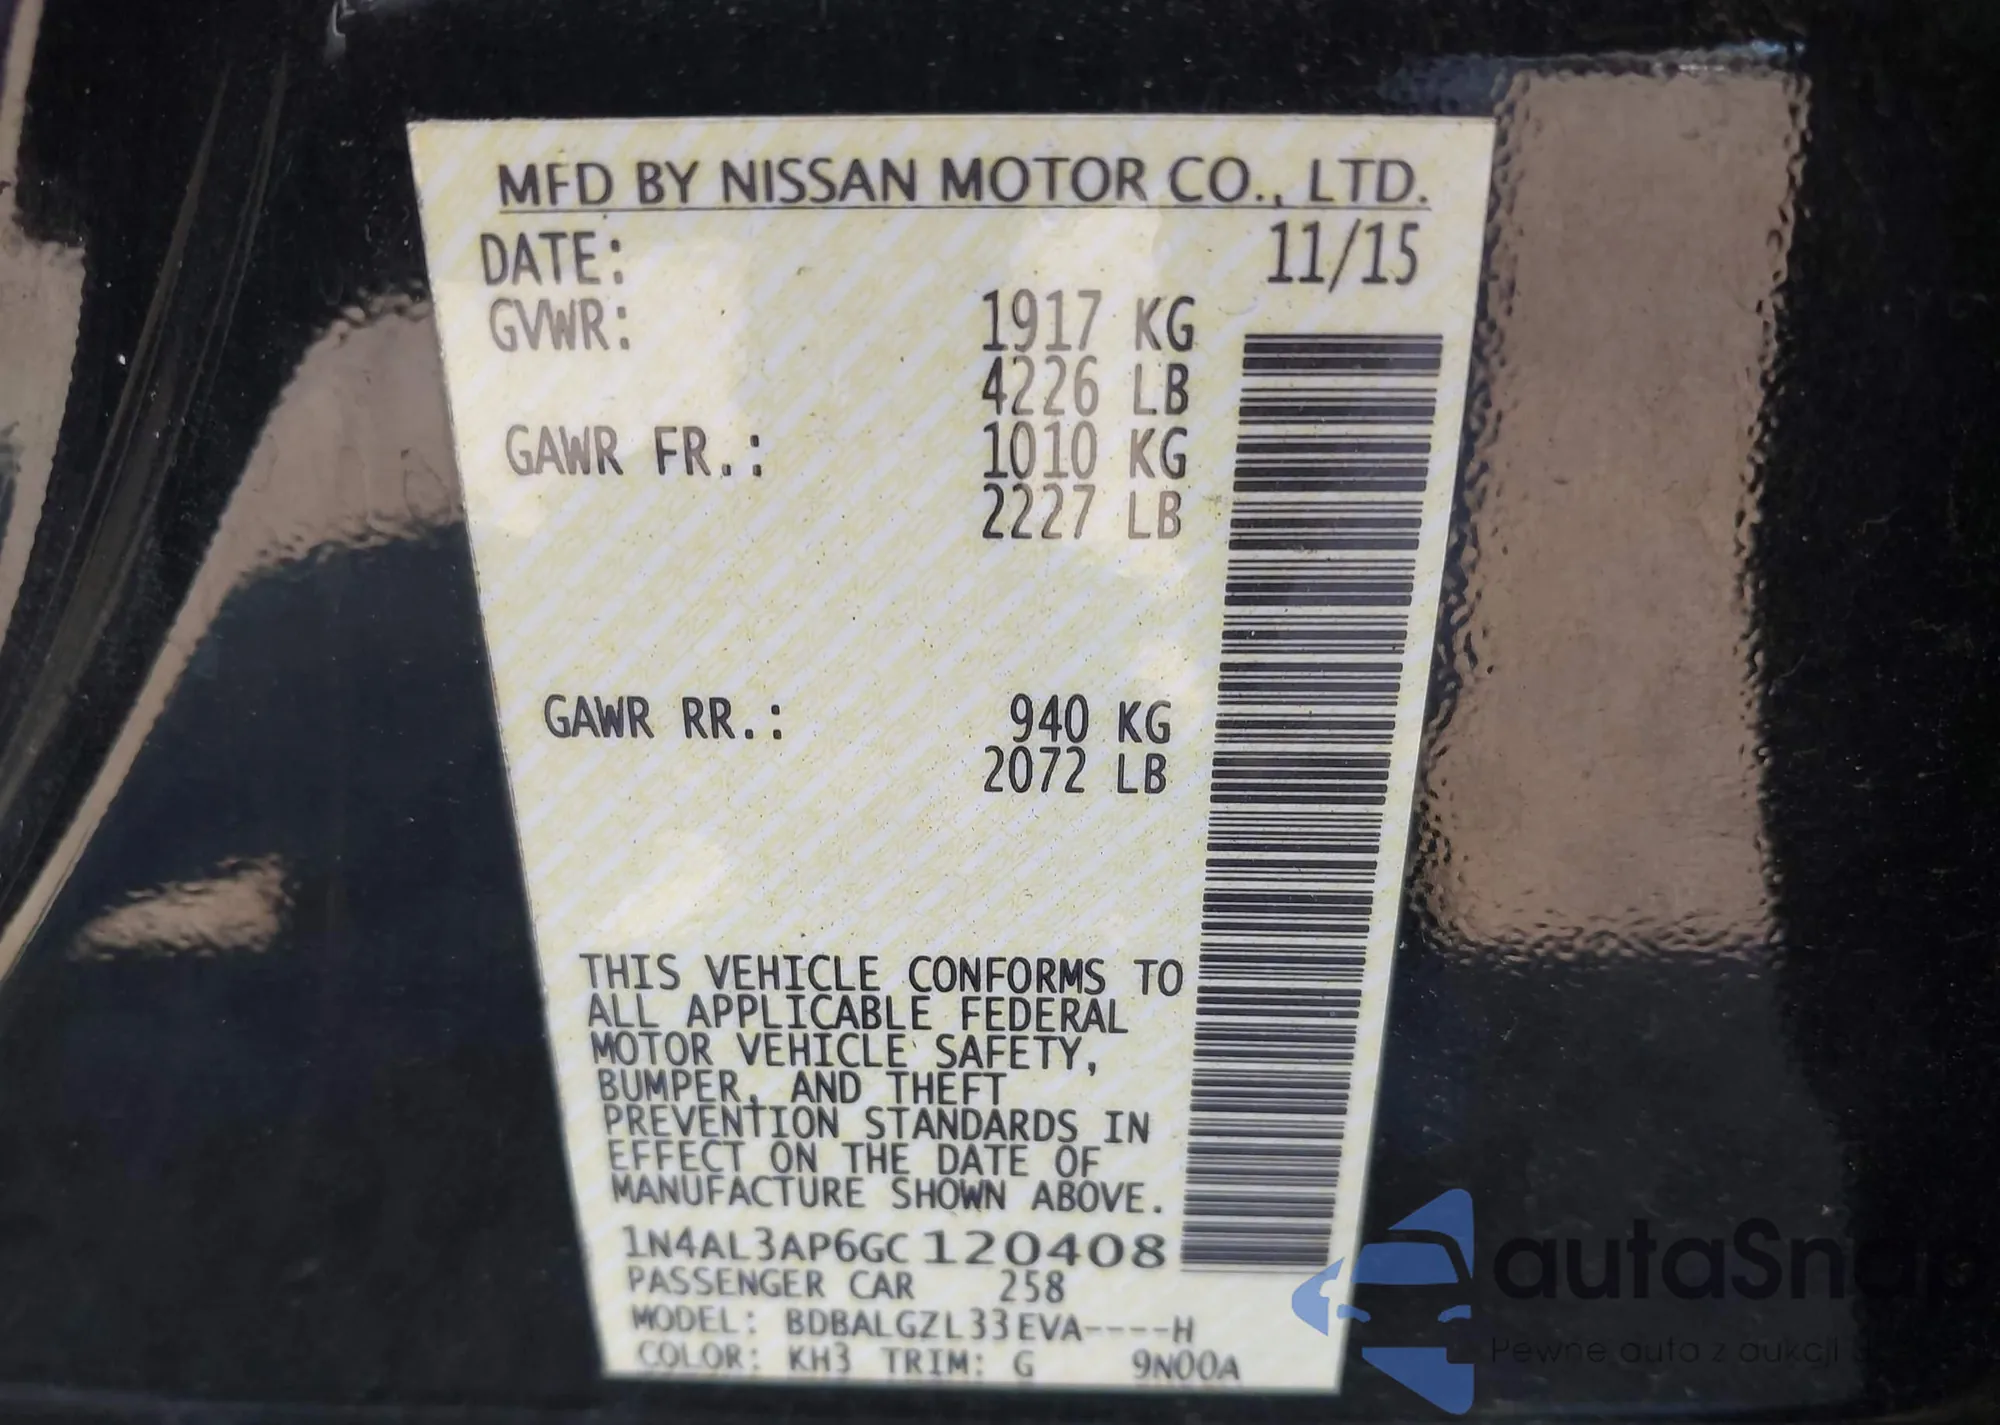 MFD BY NISSAN MOTOR CO., LTD.
DATE: 11/15
GVWR: 1917 KG
4226 LB
GAWR FR.: 1010 KG
2227 LB
GAWR RR.: 940 KG
2072 LB
THIS VEHICLE CONFORMS TO
ALL APPLICABLE FEDERAL
MOTOR VEHICLE SAFETY,
BUMPER, AND THEFT
PREVENTION STANDARDS IN
EFFECT ON THE DATE OF
MANUFACTURE SHOWN ABOVE.
1N4AL3AP6GC120408
PASSENGER CAR 258
MODEL: BDBALGZL33EVA----H
COLOR: KH3 TRIM: G 9N00A
autaSnap
Pewne auto z aukcji